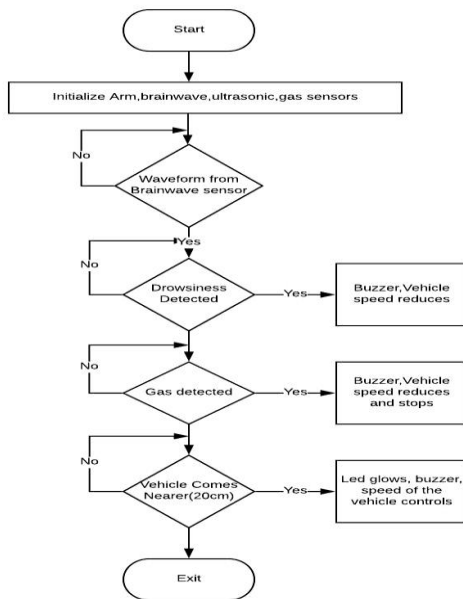 Start
Initialize Arm,brainwave,ultrasonic,gas sensors
No
Waveform from
Brainwave sensor
Yes
No
Drowsiness
Detected
Yes
Buzzer,Vehicle
speed reduces
No
Gas detected
Yes
Buzzer,Vehicle
speed reduces
and stops
No
Vehicle Comes
Nearer(20cm)
Yes
Led glows, buzzer,
speed of the
vehicle controls
Exit